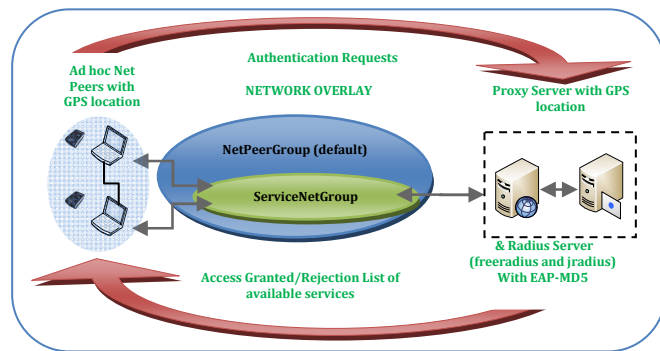 Authentication Requests
Ad hoc Net
Peers with
GPS location
NETWORK OVERLAY
Proxy Server with GPS
location
NetPeerGroup (default)
ServiceNetGroup
& Radius Server
(freeradius and jradius)
With EAP-MD5
Access Granted/Rejection List of
available services